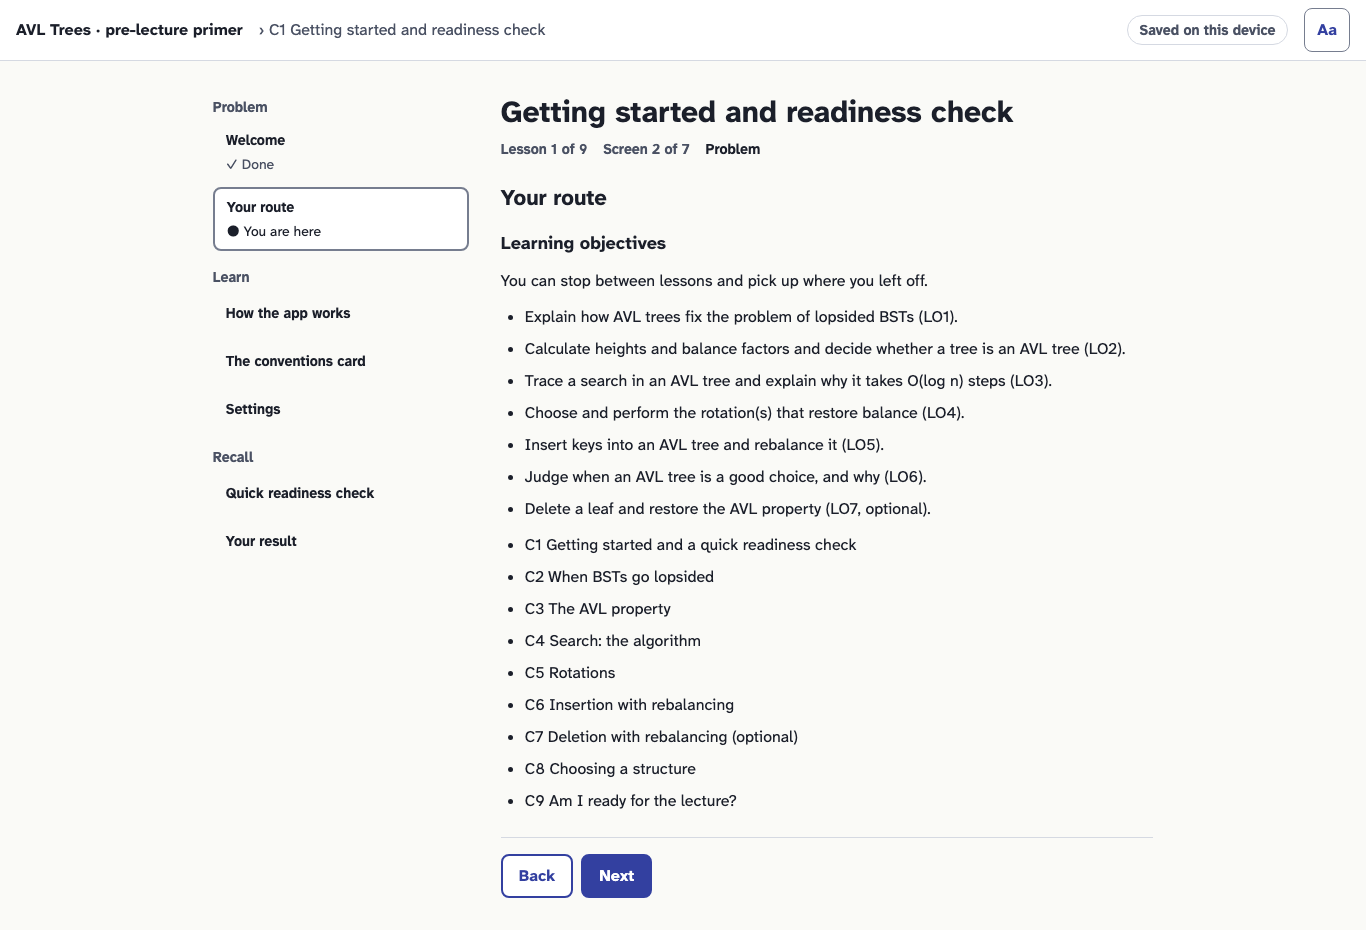 AVL Trees · pre-lecture primer › C1 Getting started and readiness check
Saved on this device
Aa
Problem
Welcome
✓ Done
Your route
● You are here
Learn
How the app works
The conventions card
Settings
Recall
Quick readiness check
Your result
Getting started and readiness check
Lesson 1 of 9 Screen 2 of 7 Problem
Your route
Learning objectives
You can stop between lessons and pick up where you left off.
• Explain how AVL trees fix the problem of lopsided BSTs (LO1).
• Calculate heights and balance factors and decide whether a tree is an AVL tree (LO2).
• Trace a search in an AVL tree and explain why it takes O(log n) steps (LO3).
• Choose and perform the rotation(s) that restore balance (LO4).
• Insert keys into an AVL tree and rebalance it (LO5).
• Judge when an AVL tree is a good choice, and why (LO6).
• Delete a leaf and restore the AVL property (LO7, optional).
• C1 Getting started and a quick readiness check
• C2 When BSTs go lopsided
• C3 The AVL property
• C4 Search: the algorithm
• C5 Rotations
• C6 Insertion with rebalancing
• C7 Deletion with rebalancing (optional)
• C8 Choosing a structure
• C9 Am I ready for the lecture?
Back
Next